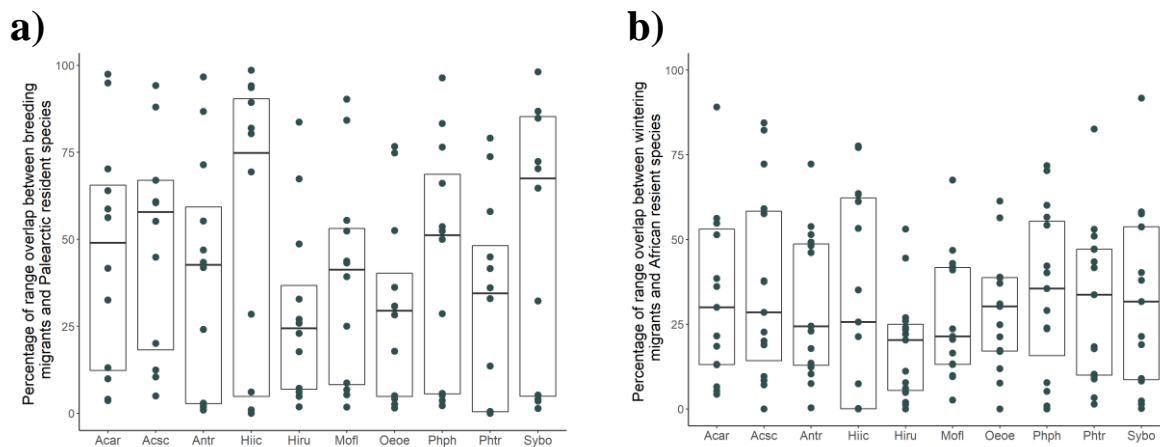 a)
Percentage of range overlap between breeding
migrants and Palearctic resident species
100
75
50
25
0
Acar Acsc Antr Hiic Hiru Mofl Oeoe Phph Phtr Sybo
b)
Percentage of range overlap between wintering
migrants and African resient species
100
75
50
25
0
Acar Acsc Antr Hiic Hiru Mofl Oeoe Phph Phtr Sybo